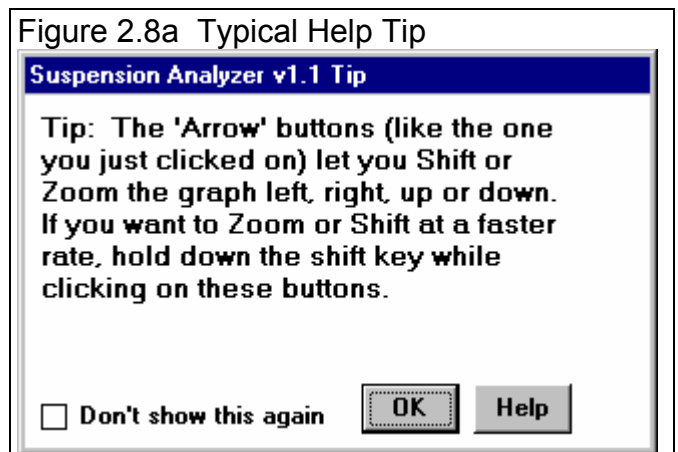 Figure 2.8a  Typical Help Tip
Suspension Analyzer v1.1 Tip
Tip:  The 'Arrow' buttons (like the one
you just clicked on) let you Shift or
Zoom the graph left, right, up or down.
If you want to Zoom or Shift at a faster
rate, hold down the shift key while
clicking on these buttons.
Don't show this again
OK
Help